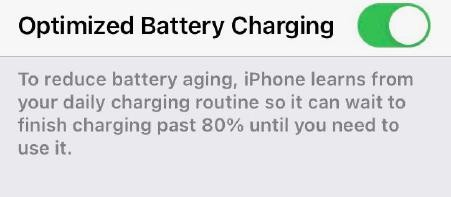 Optimized Battery Charging
To reduce battery aging, iPhone learns from
your daily charging routine so it can wait to
finish charging past 80% until you need to
use it.